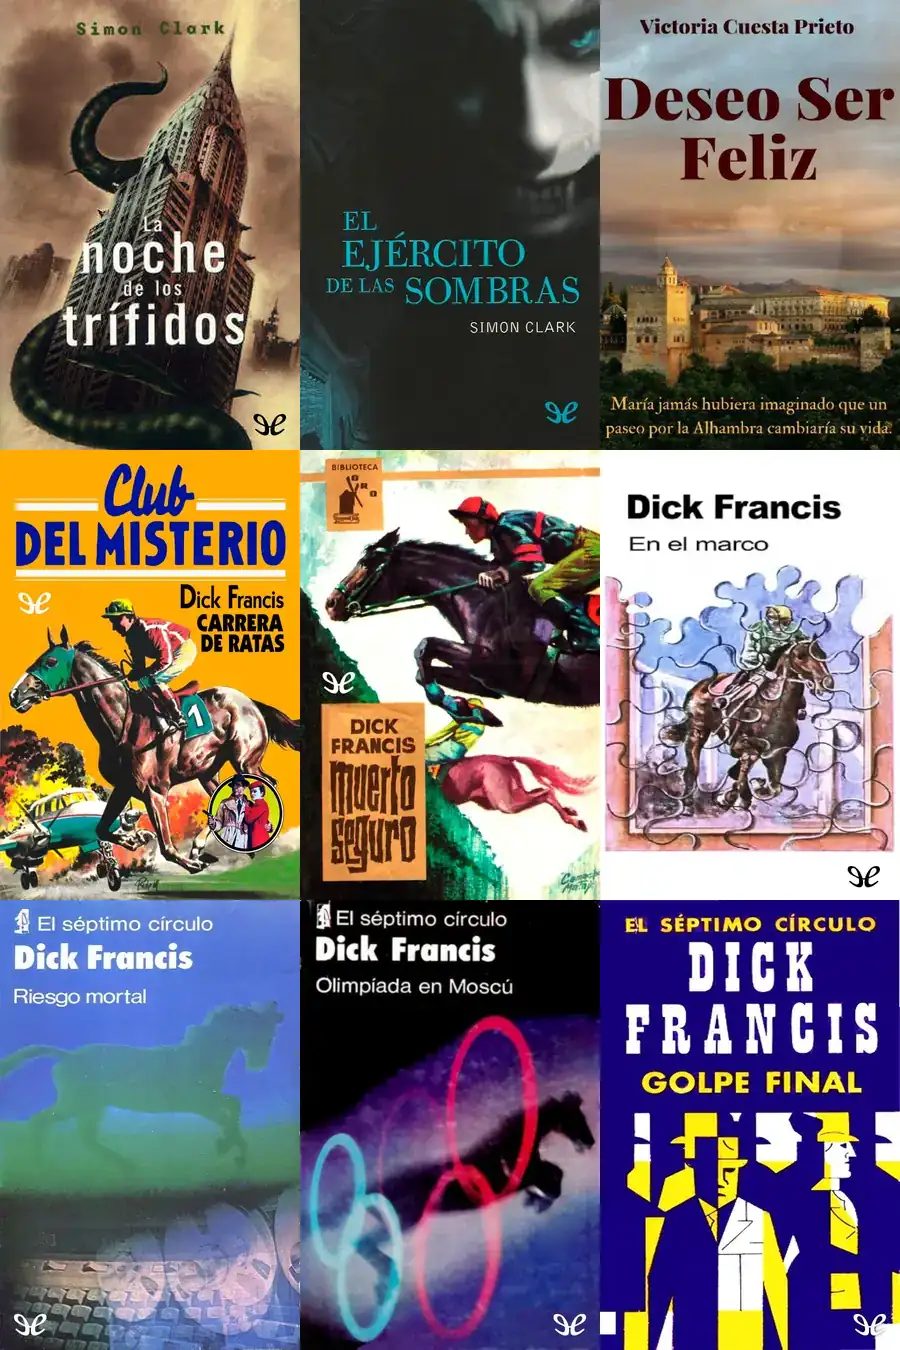 Simon Clark
La
noche
de los
trífidos
EL
EJÉRCITO
DE LAS SOMBRAS
SIMON CLARK
Victoria Cuesta Prieto
Deseo Ser
Feliz
María jamás hubiera imaginado que un
paseo por la Alhambra cambiaría su vida.
Club
DEL MISTERIO
Dick Francis
CARRERA
DE RATAS
1
BIBLIOTECA
ORO
DICK
FRANCIS
muerto
seguro
Dick Francis
En el marco
El séptimo círculo
Dick Francis
Riesgo mortal
El séptimo círculo
Dick Francis
Olimpíada en Moscú
EL SÉPTIMO CÍRCULO
DICK
FRANCIS
GOLPE FINAL